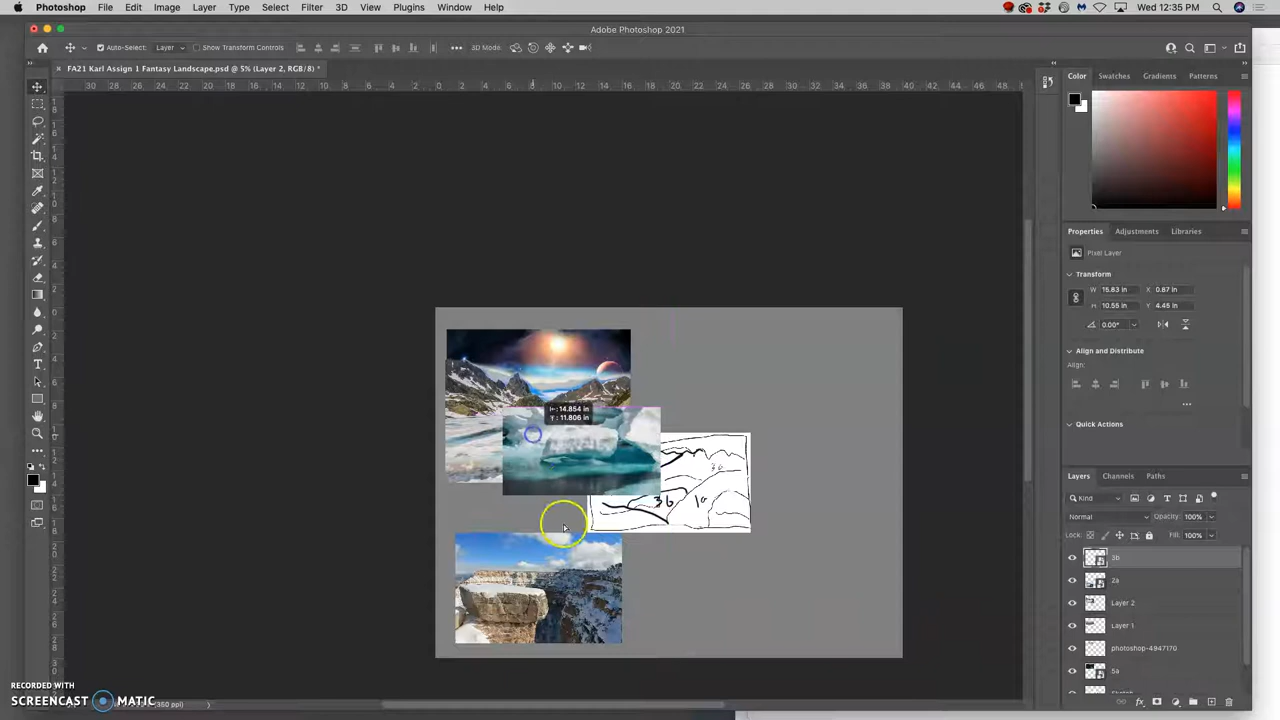 Photoshop File Edit Image Layer Type Select Filter 3D View Plugins Window Help
Wed 12:35 PM
Adobe Photoshop 2021
Auto-Select: Layer Show Transform Controls 3D Mode:
FA21 Karl Assign 1 Fantasy Landscape.psd @ 5% (Layer 2, RGB/8) *
Color Swatches Gradients Patterns
Properties Adjustments Libraries
Pixel Layer
Transform
W 15.83 in X 0.87 in
H 10.55 in Y 4.45 in
0.00°
Align and Distribute
Align:
Quick Actions
14.854 in
11.806 in
3b
Layers Channels Paths
Kind
Normal Opacity: 100%
Lock: Fill: 100%
3b
2a
Layer 2
Layer 1
photoshop-4947170
5a
RECORDED WITH
SCREENCAST MATIC